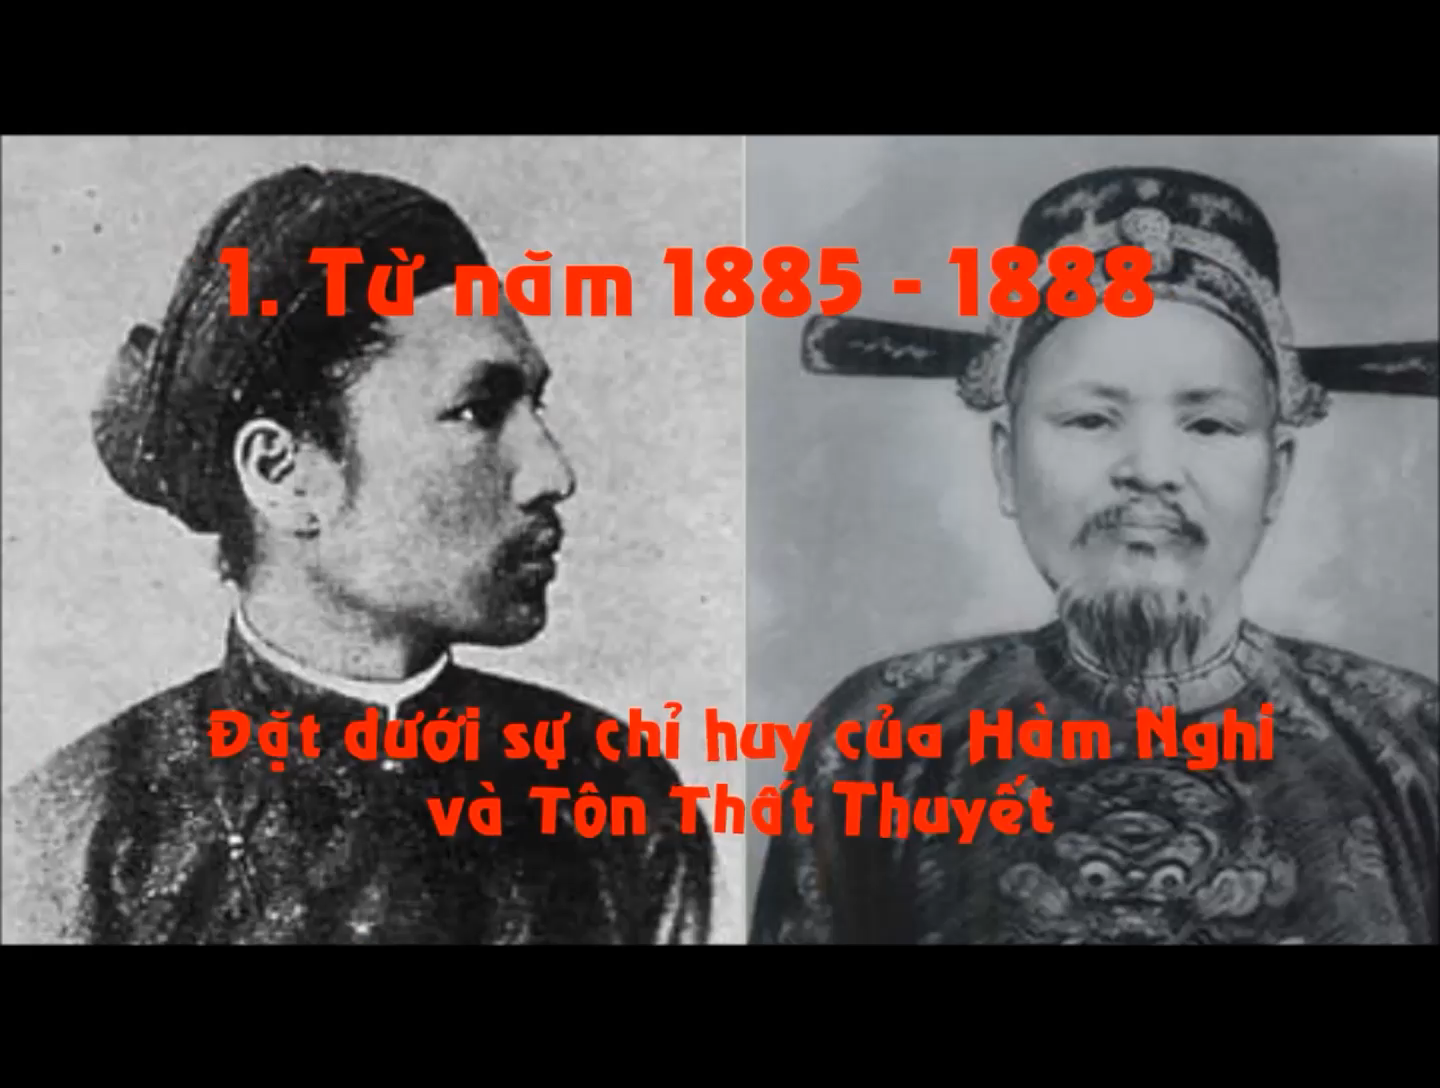 1. Từ năm 1885 - 1888
Đặt dưới sự chỉ huy của Hàm Nghi
và Tôn Thất Thuyết